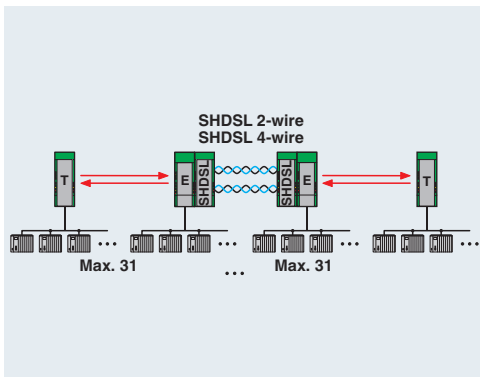 SHDSL 2-wire
SHDSL 4-wire
T
E
SHDSL
SHDSL
E
T
Max. 31
Max. 31